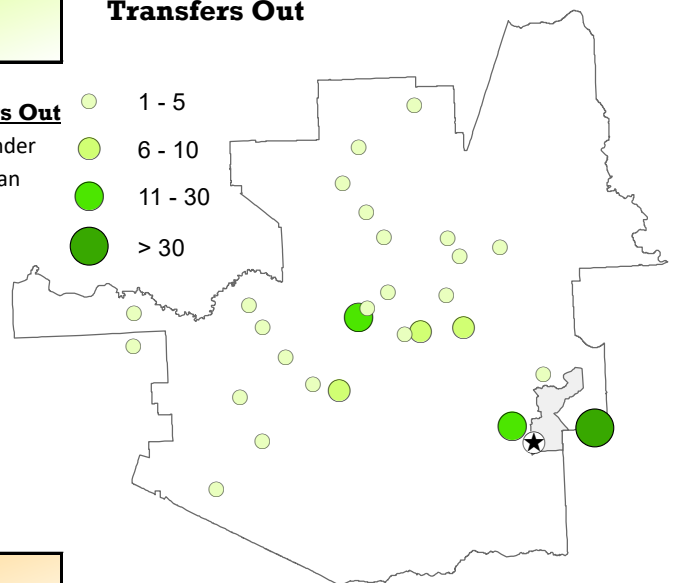 Transfers Out
s Out
nder
an
1 - 5
6 - 10
11 - 30
> 30